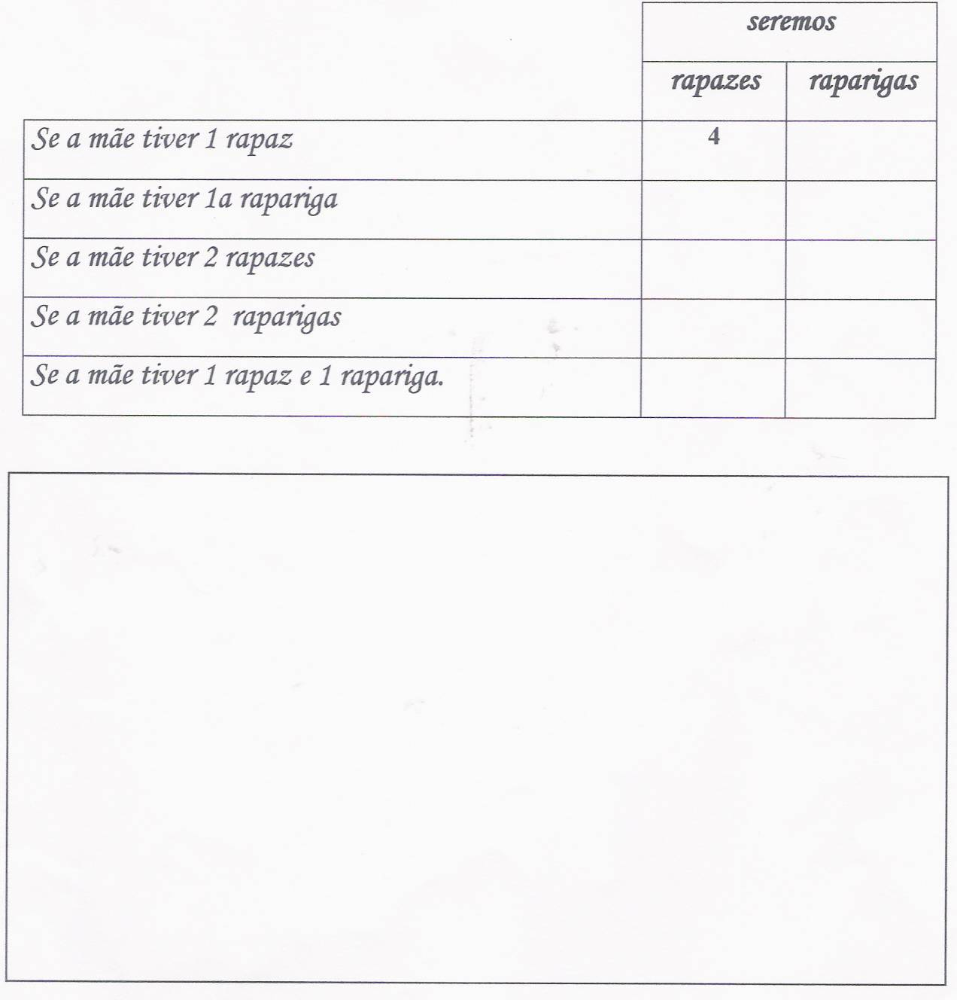 seremos
rapazes raparigas
Se a mãe tiver 1 rapaz 4
Se a mãe tiver 1a rapariga
Se a mãe tiver 2 rapazes
Se a mãe tiver 2 raparigas
Se a mãe tiver 1 rapaz e 1 rapariga.